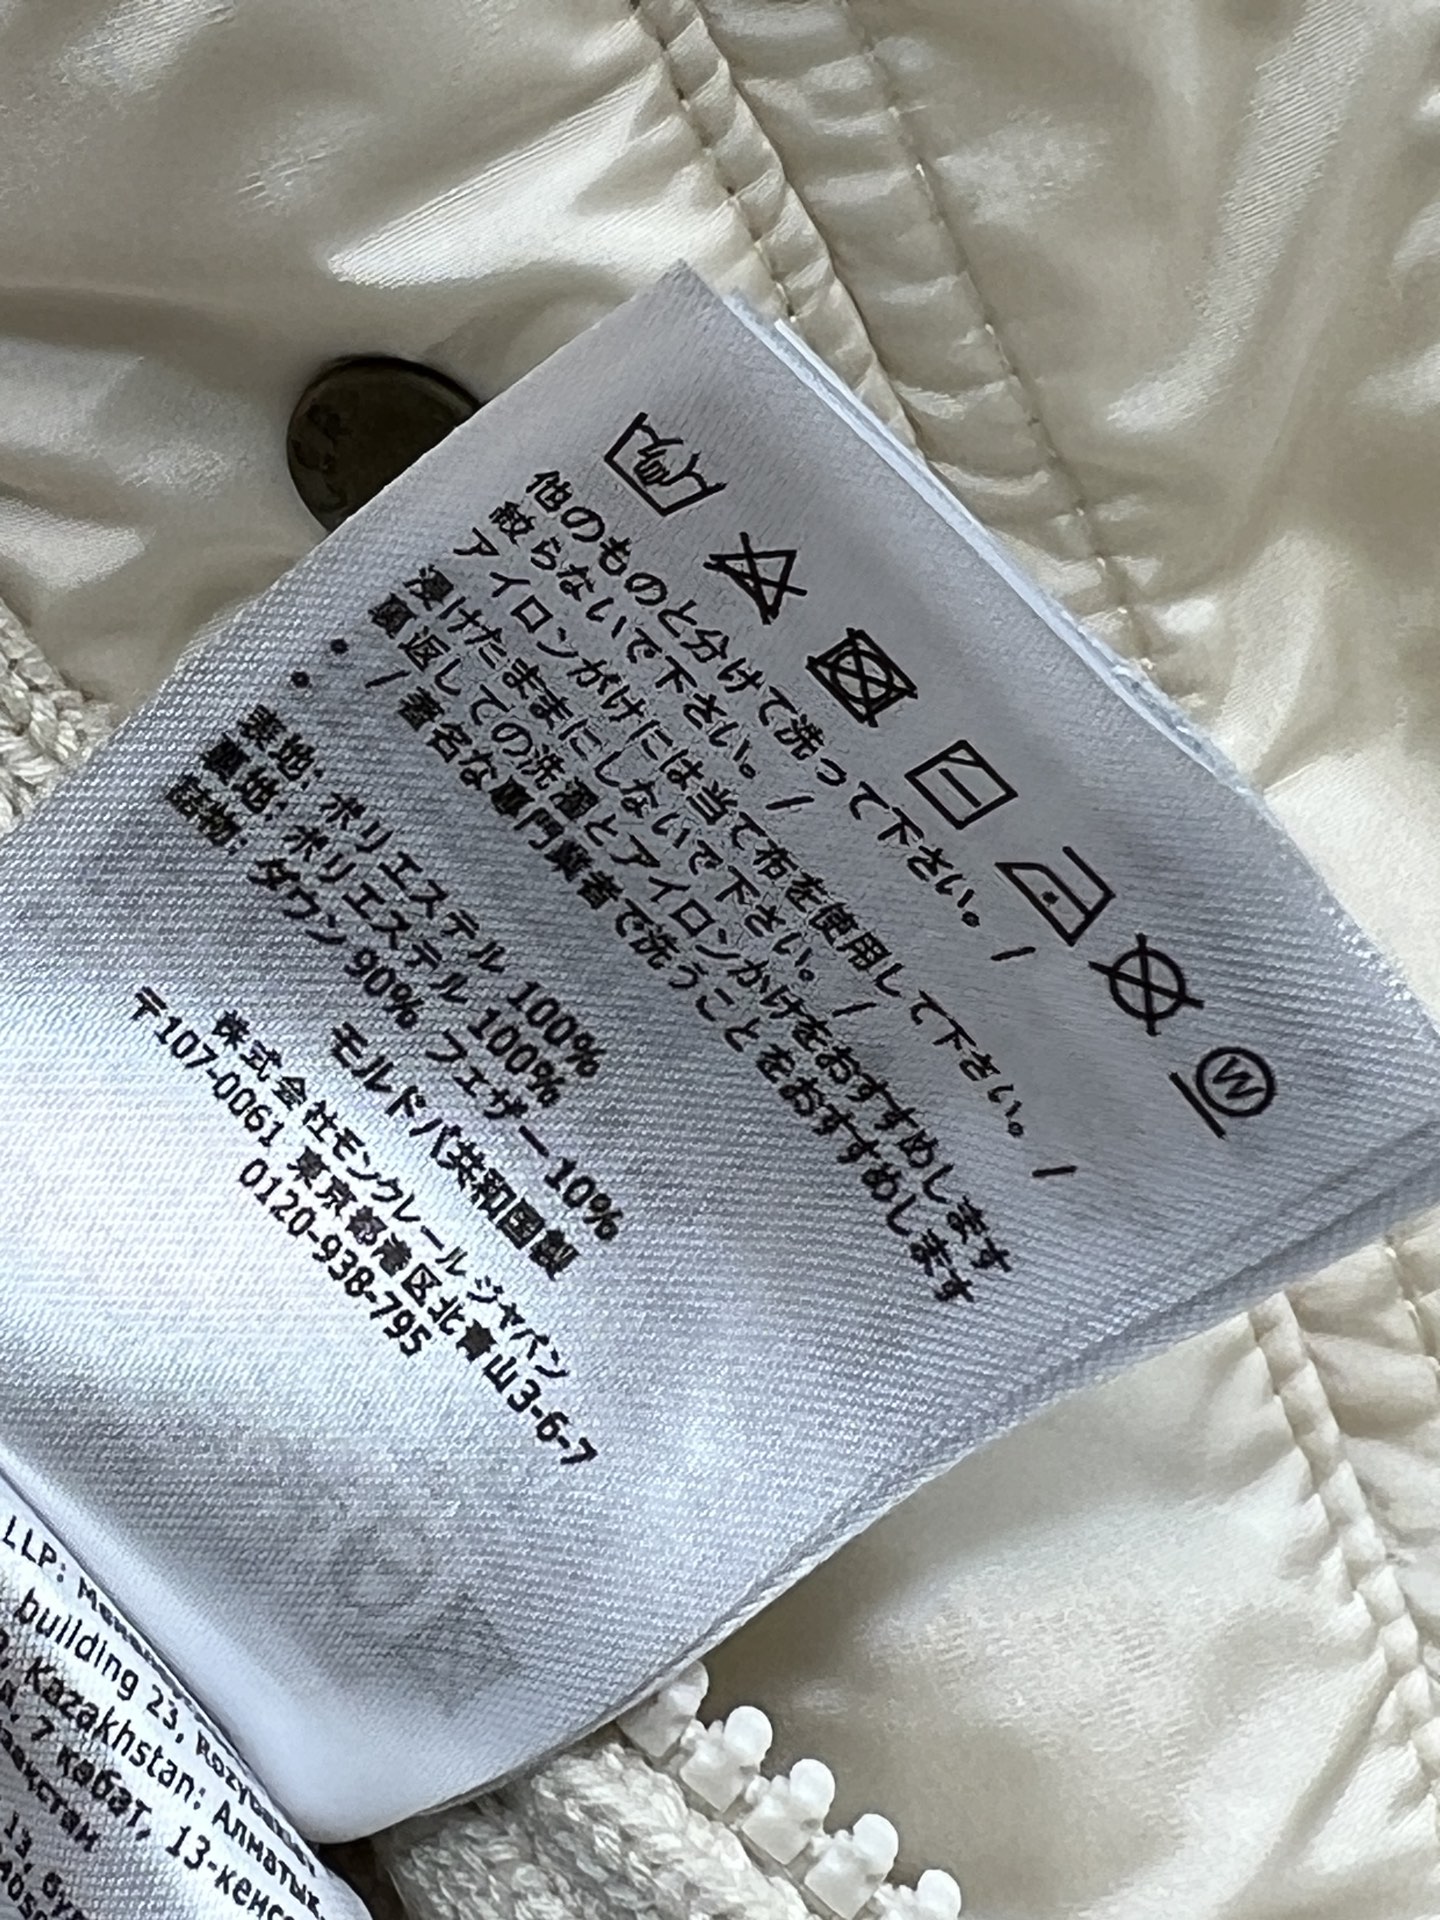 W
他のものと分けて洗って下さい。 /
絞らないで下さい。 /
アイロンがけには当て布を使用して下さい。 /
浸けたままにしないで下さい。 /
裏返しての洗濯とアイロンかけをおすすめします
• / 著名な専門業者で洗うことをおすすめします
•
表地: ポリエステル 100%
裏地: ポリエステル 100%
詰物: ダウン 90% フェザー 10%
モルドバ共和国製
株式会社モンクレール ジャパン
〒107-0061 東京都港区北青山3-6-7
0120-938-795
LLP:
building 23,
Kazakhstan: Алматы
7 қабат, 13-кеңсе
13,